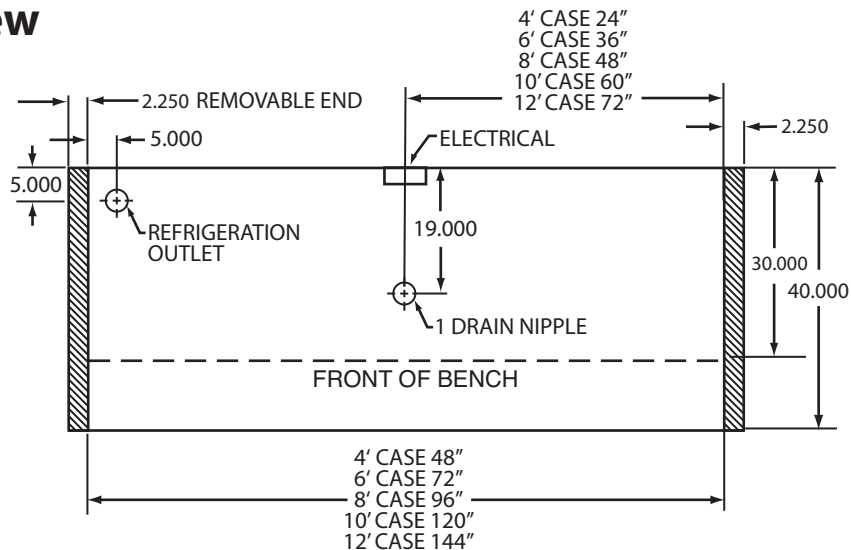 4' CASE 24"
6' CASE 36"
8' CASE 48"
10' CASE 60"
12' CASE 72"
2.250 REMOVABLE END
5.000
ELECTRICAL
2.250
5.000
REFRIGERATION
OUTLET
19.000
30.000
40.000
1 DRAIN NIPPLE
FRONT OF BENCH
4' CASE 48"
6' CASE 72"
8' CASE 96"
10' CASE 120"
12' CASE 144"